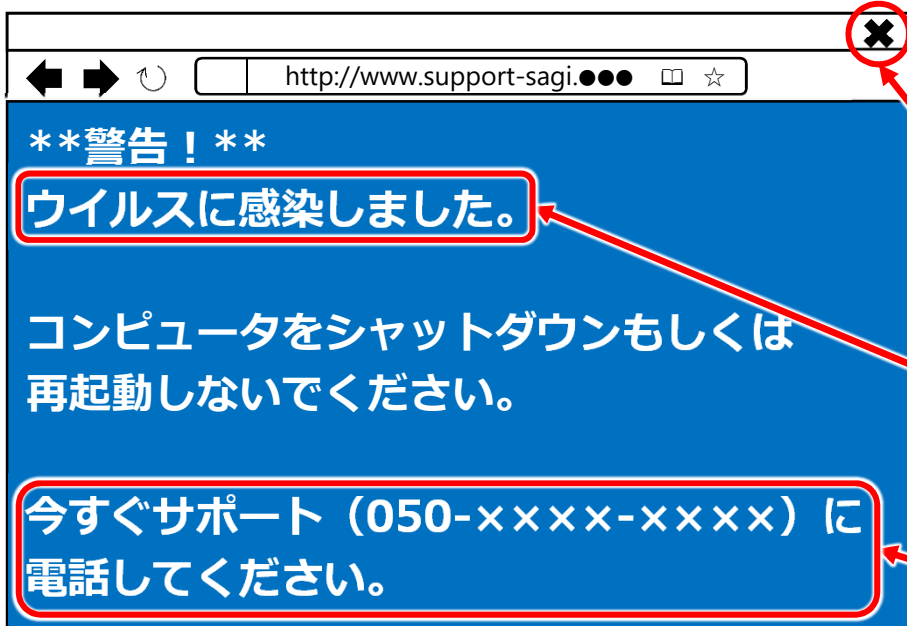 http://www.support-sagi.●●●
**警告！**
ウイルスに感染しました。
コンピュータをシャットダウンもしくは
再起動しないでください。
今すぐサポート（050-××××-××××）に
電話してください。